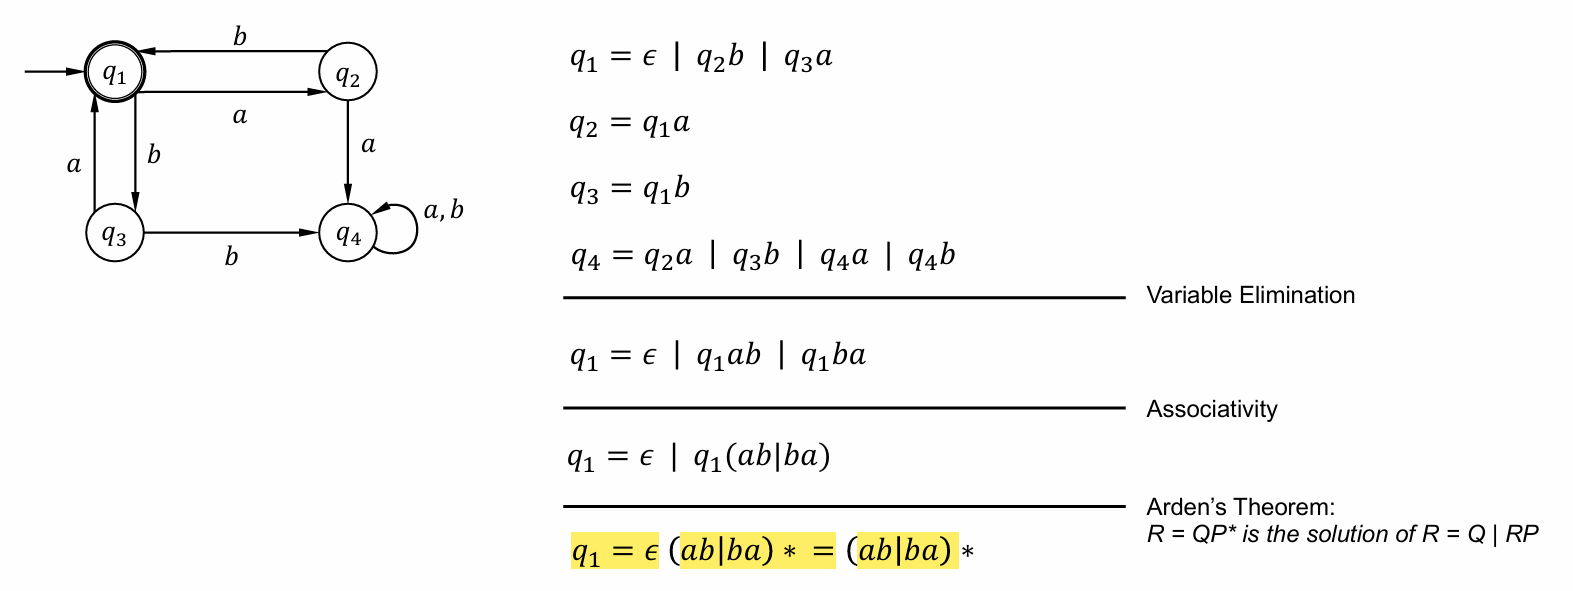 b
q₁
q₂
a
a
b
a
q₃
q₄
a, b
b
q₁ = ϵ | q₂b | q₃a
q₂ = q₁a
q₃ = q₁b
q₄ = q₂a | q₃b | q₄a | q₄b
Variable Elimination
q₁ = ϵ | q₁ab | q₁ba
Associativity
q₁ = ϵ | q₁(ab|ba)
Arden's Theorem:
R = QP* is the solution of R = Q | RP
q₁ = ϵ (ab|ba) * = (ab|ba) *